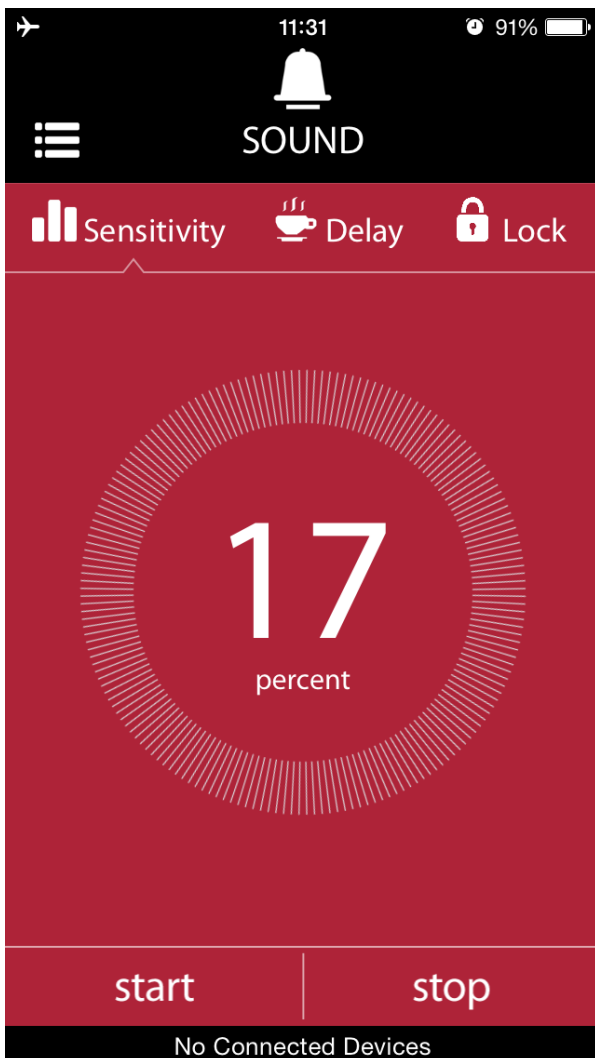 11:31 91%
SOUND
Sensitivity Delay Lock
17
percent
start stop
No Connected Devices